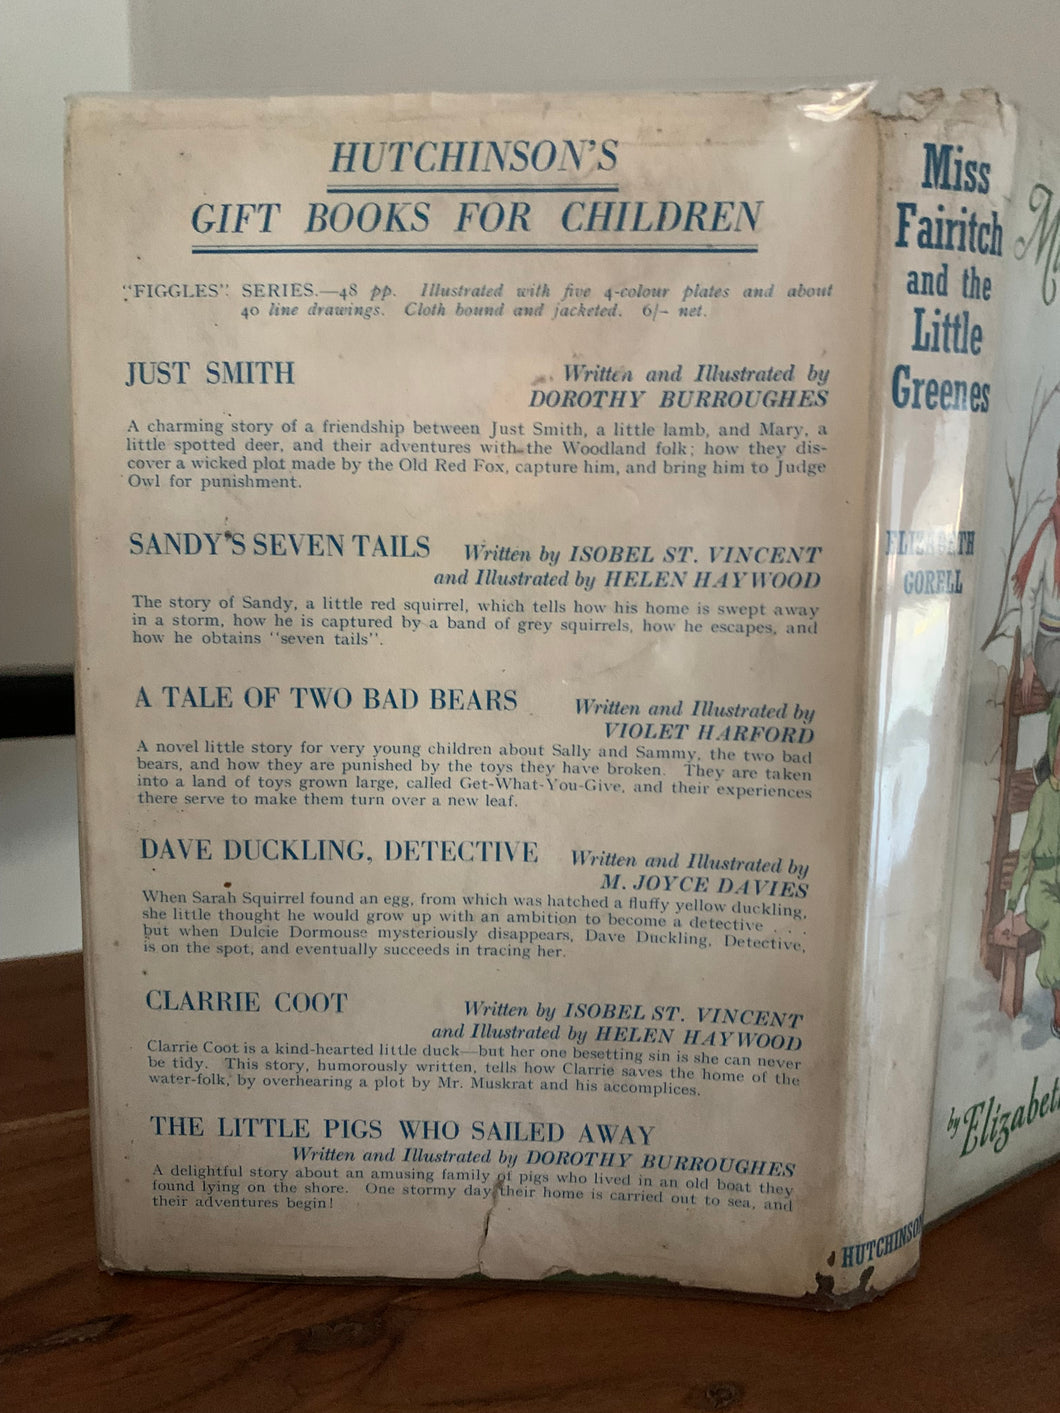 HUTCHINSON'S
GIFT BOOKS FOR CHILDREN
"FIGGLES" SERIES.—48 pp. Illustrated with five 4-colour plates and about
40 line drawings. Cloth bound and jacketed. 6/- net.
JUST SMITH
Written and Illustrated by
DOROTHY BURROUGHES
A charming story of a friendship between Just Smith, a little lamb, and Mary, a
little spotted deer, and their adventures with the Woodland folk; how they dis-
cover a wicked plot made by the Old Red Fox, capture him, and bring him to Judge
Owl for punishment.
SANDY'S SEVEN TAILS
Written by ISOBEL ST. VINCENT
and Illustrated by HELEN HAYWOOD
The story of Sandy, a little red squirrel, which tells how his home is swept away
in a storm, how he is captured by a band of grey squirrels, how he escapes, and
how he obtains "seven tails".
A TALE OF TWO BAD BEARS
Written and Illustrated by
VIOLET HARFORD
A novel little story for very young children about Sally and Sammy, the two bad
bears, and how they are punished by the toys they have broken. They are taken
into a land of toys grown large, called Get-What-You-Give, and their experiences
there serve to make them turn over a new leaf.
DAVE DUCKLING, DETECTIVE
Written and Illustrated by
M. JOYCE DAVIES
When Sarah Squirrel found an egg, from which was hatched a fluffy yellow duckling,
she little thought he would grow up with an ambition to become a detective . . .
but when Dulcie Dormouse mysteriously disappears, Dave Duckling, Detective,
is on the spot, and eventually succeeds in tracing her.
CLARRIE COOT
Written by ISOBEL ST. VINCENT
and Illustrated by HELEN HAYWOOD
Clarrie Coot is a kind-hearted little duck—but her one besetting sin is she can never
be tidy. This story, humorously written, tells how Clarrie saves the home of the
water-folk, by overhearing a plot by Mr. Muskrat and his accomplices.
THE LITTLE PIGS WHO SAILED AWAY
Written and Illustrated by DOROTHY BURROUGHES
A delightful story about an amusing family of pigs who lived in an old boat they
found lying on the shore. One stormy day their home is carried out to sea, and
their adventures begin!
Miss
Fairitch
and the
Little
Greenes
ELIZABETH
GORELL
HUTCHINSON
by Elizabeth